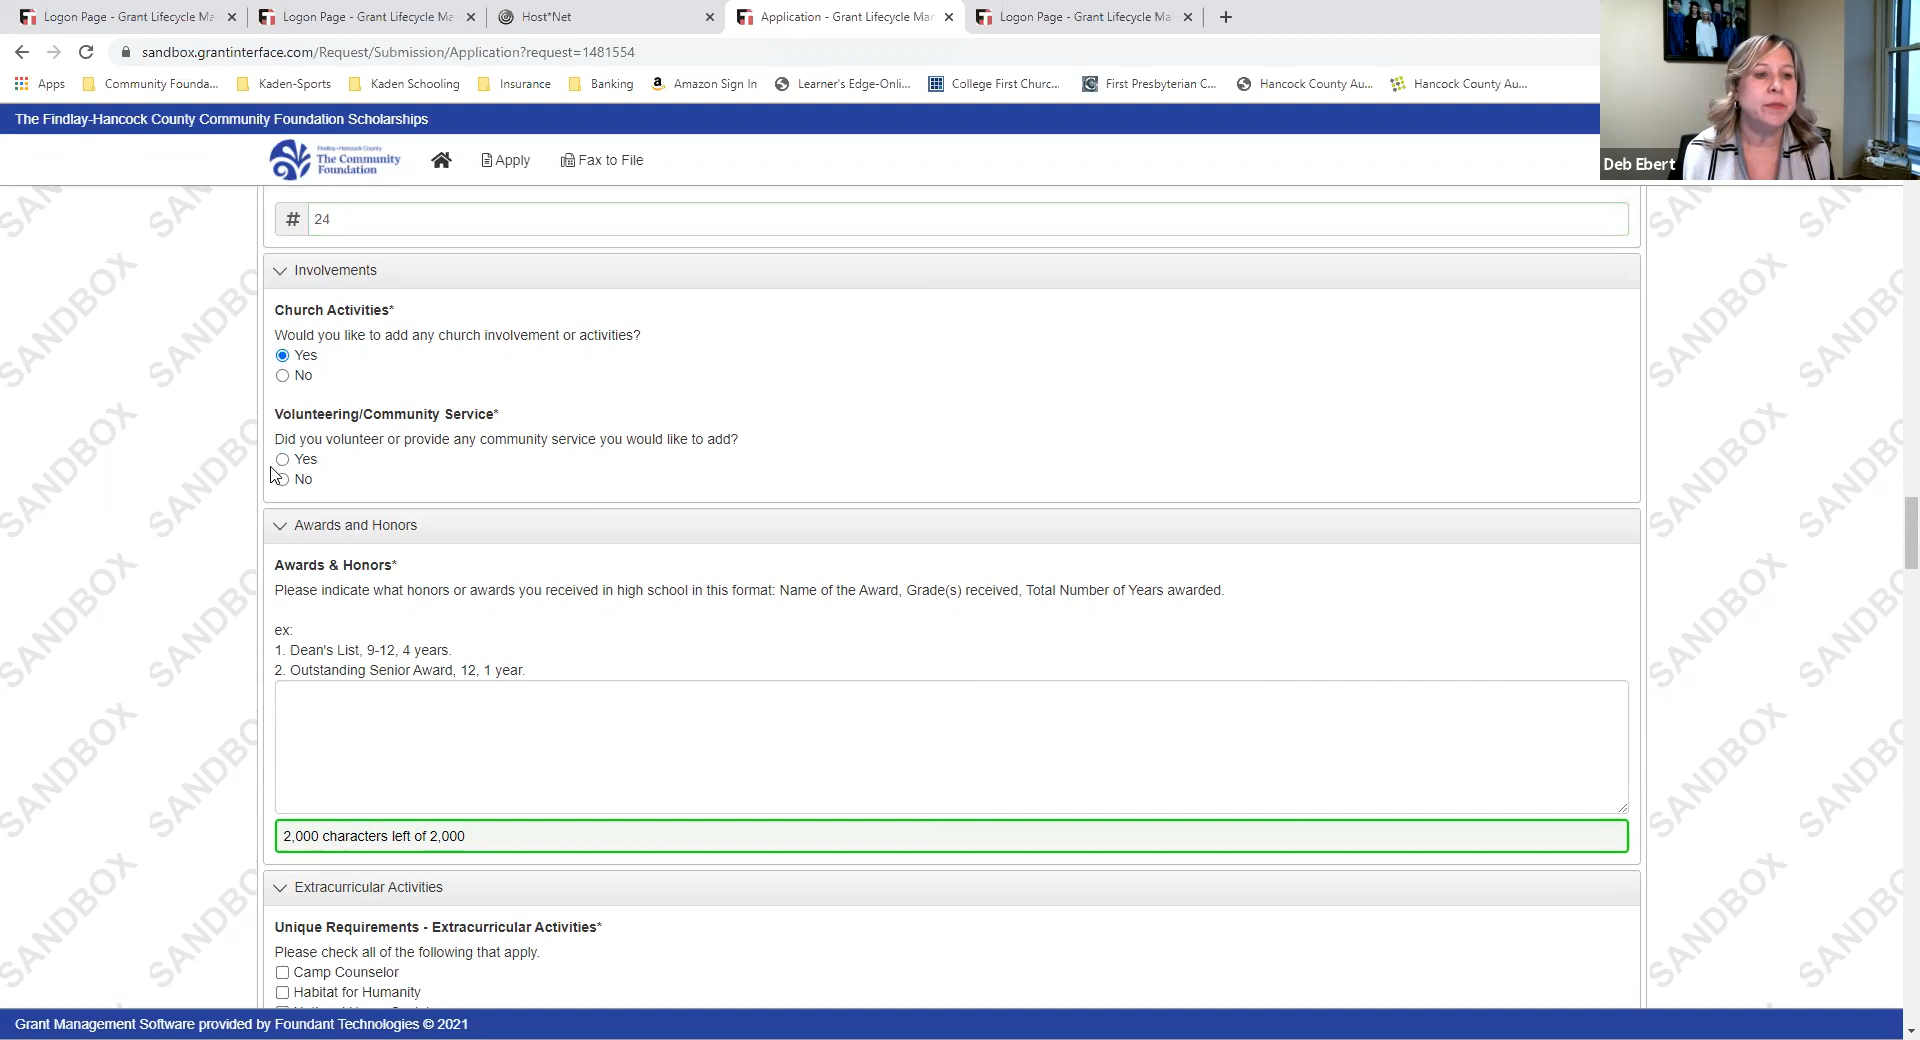 Logon Page - Grant Lifecycle Ma
Logon Page - Grant Lifecycle Ma
Host*Net
Application - Grant Lifecycle Mar
Logon Page - Grant Lifecycle Ma
sandbox.grantinterface.com/Request/Submission/Application?request=1481554
Apps
Community Founda...
Kaden-Sports
Kaden Schooling
Insurance
Banking
Amazon Sign In
Learner's Edge-Onli...
College First Churc...
First Presbyterian C...
Hancock County Au...
Hancock County Au...
Deb Ebert
The Findlay-Hancock County Community Foundation Scholarships
Findlay • Hancock County
The Community
Foundation
Apply
Fax to File
# 24
Involvements
Church Activities*
Would you like to add any church involvement or activities?
Yes
No
Volunteering/Community Service*
Did you volunteer or provide any community service you would like to add?
Yes
No
Awards and Honors
Awards & Honors*
Please indicate what honors or awards you received in high school in this format: Name of the Award, Grade(s) received, Total Number of Years awarded.
ex:
1. Dean's List, 9-12, 4 years.
2. Outstanding Senior Award, 12, 1 year.
2,000 characters left of 2,000
Extracurricular Activities
Unique Requirements - Extracurricular Activities*
Please check all of the following that apply.
Camp Counselor
Habitat for Humanity
SANDBOX
Grant Management Software provided by Foundant Technologies © 2021